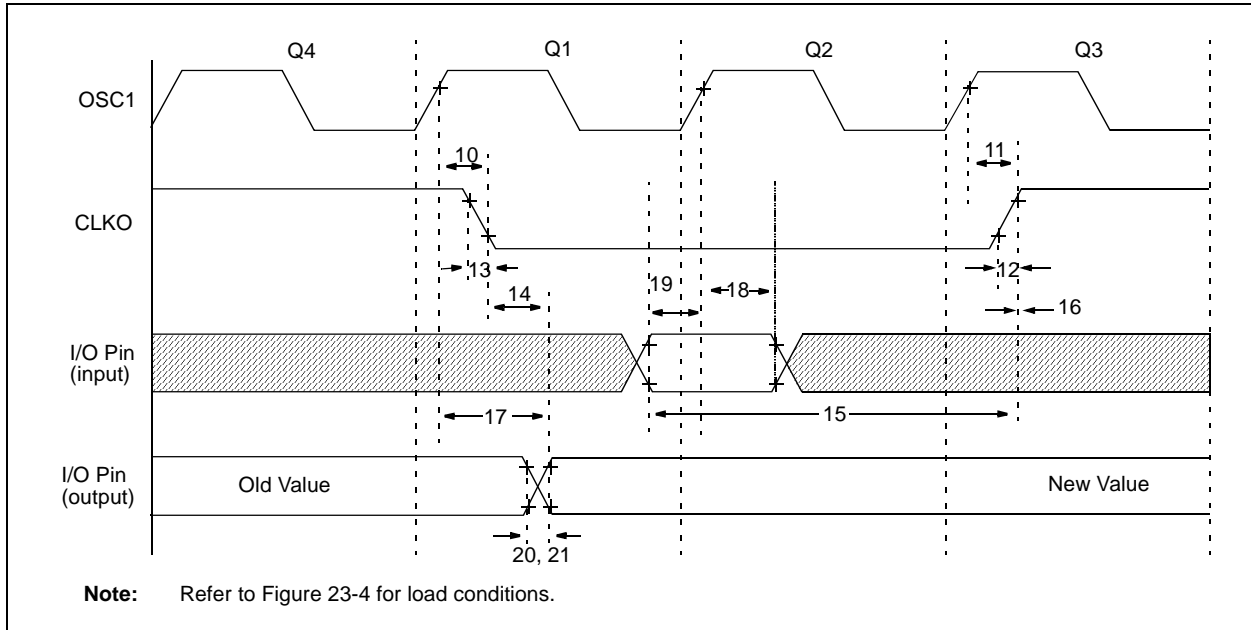 Q4 Q1 Q2 Q3
OSC1
10 11
CLKO
13 12
14 19 18 16
I/O Pin
(input)
17 15
I/O Pin
(output)
Old Value New Value
20, 21
Note: Refer to Figure 23-4 for load conditions.